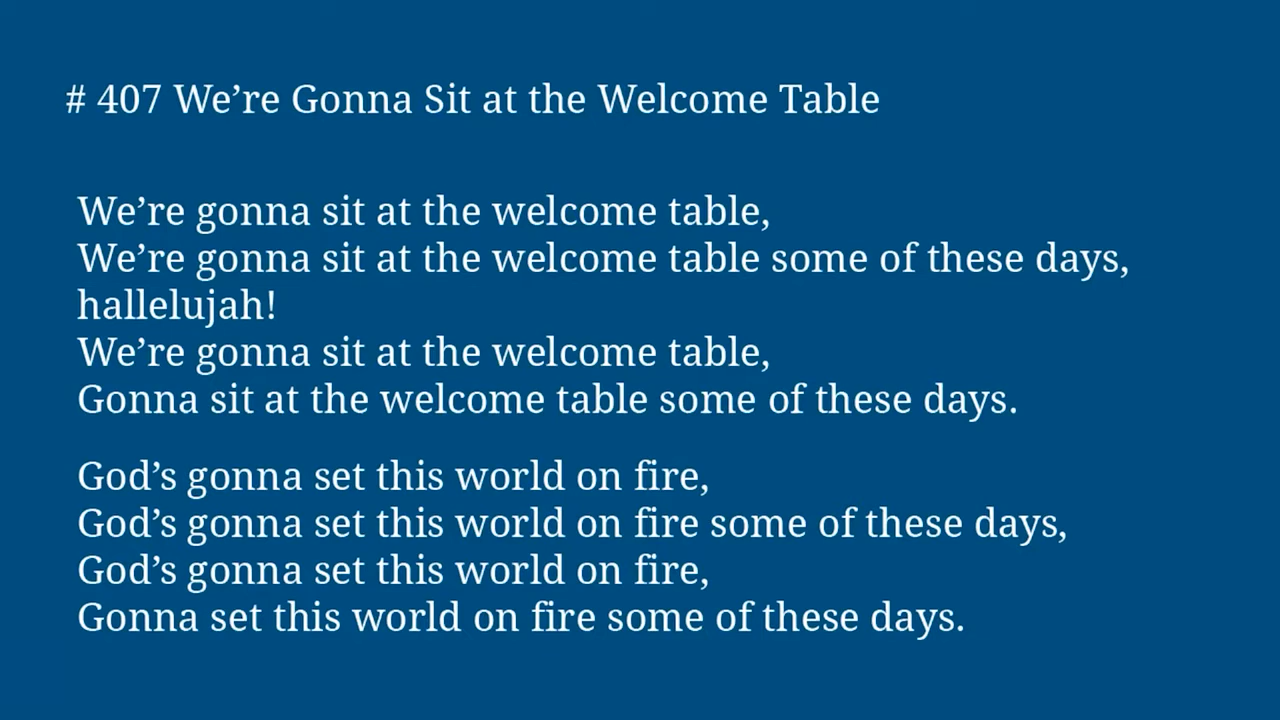 # 407 We’re Gonna Sit at the Welcome Table
We’re gonna sit at the welcome table,
We’re gonna sit at the welcome table some of these days,
hallelujah!
We’re gonna sit at the welcome table,
Gonna sit at the welcome table some of these days.
God’s gonna set this world on fire,
God’s gonna set this world on fire some of these days,
God’s gonna set this world on fire,
Gonna set this world on fire some of these days.